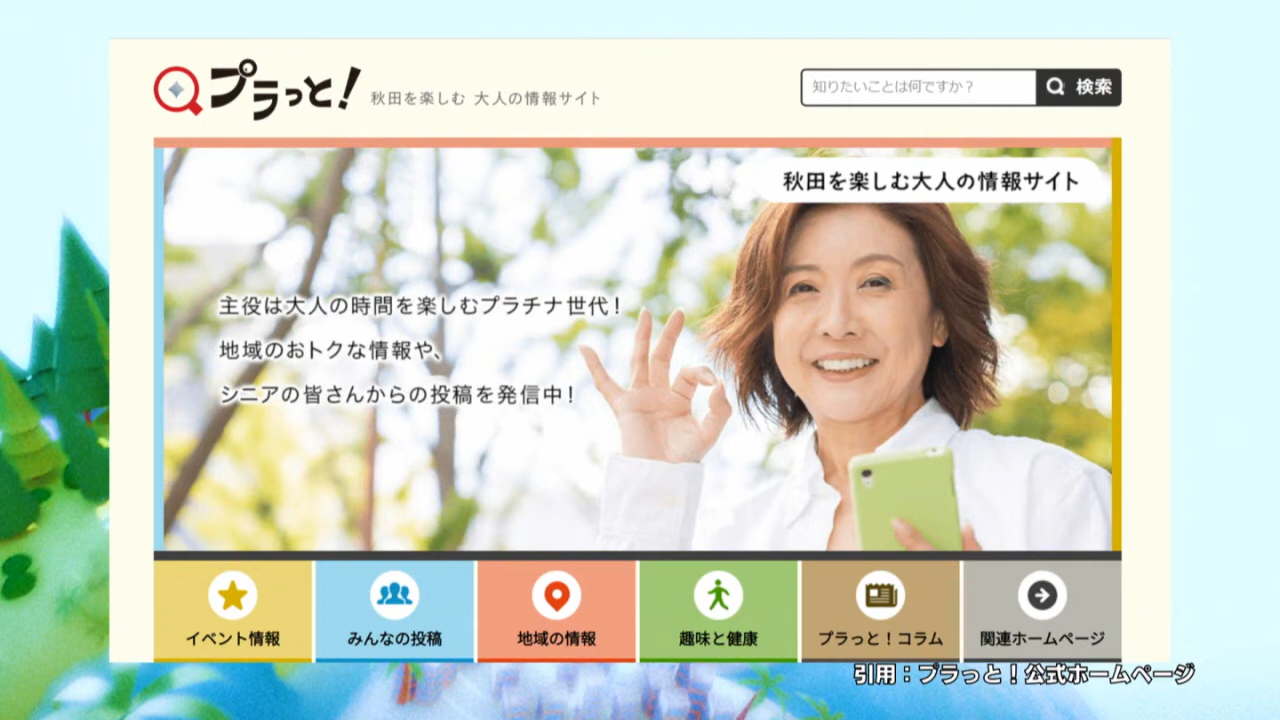 プラっと!
秋田を楽しむ 大人の情報サイト
知りたいことは何ですか?
検索
秋田を楽しむ大人の情報サイト
主役は大人の時間を楽しむプラチナ世代!
地域のおトクな情報や、
シニアの皆さんからの投稿を発信中!
イベント情報
みんなの投稿
地域の情報
趣味と健康
プラっと!コラム
関連ホームページ
引用:プラっと!公式ホームページ